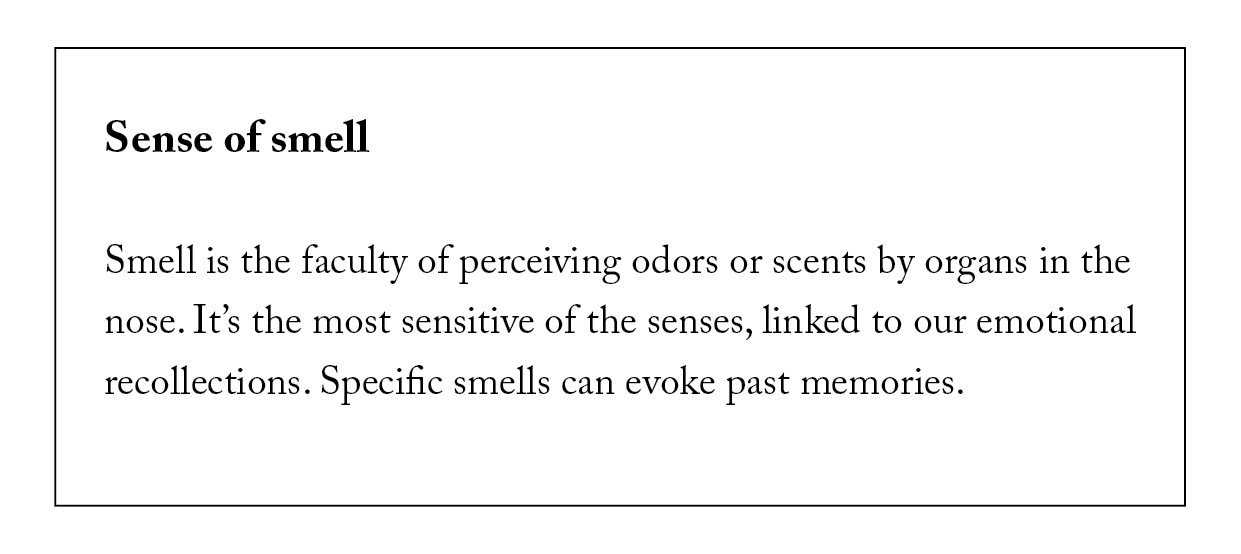 Sense of smell
Smell is the faculty of perceiving odors or scents by organs in the
nose. It’s the most sensitive of the senses, linked to our emotional
recollections. Specific smells can evoke past memories.